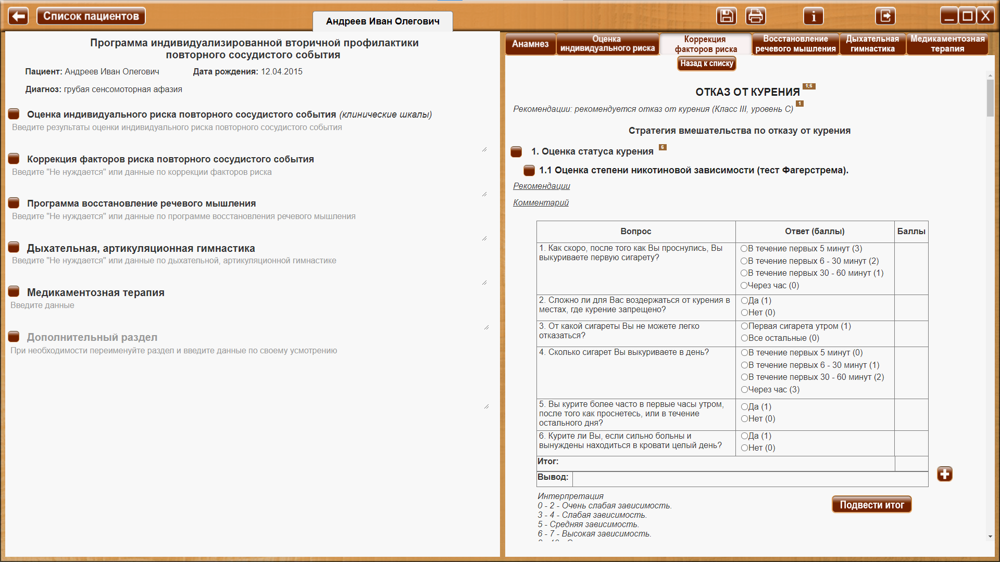 Список пациентов
Андреев Иван Олегович
Программа индивидуализированной вторичной профилактики
повторного сосудистого события
Пациент: Андреев Иван Олегович Дата рождения: 12.04.2015
Диагноз: грубая сенсомоторная афазия
Оценка индивидуального риска повторного сосудистого события (клинические шкалы)
Введите результаты оценки индивидуального риска повторного сосудистого события
Коррекция факторов риска повторного сосудистого события
Введите "Не нуждается" или данные по коррекции факторов риска
Программа восстановление речевого мышления
Введите "Не нуждается" или данные по программе восстановления речевого мышления
Дыхательная, артикуляционная гимнастика
Введите "Не нуждается" или данные по дыхательной, артикуляционной гимнастике
Медикаментозная терапия
Введите данные
Дополнительный раздел
При необходимости переименуйте раздел и введите данные по своему усмотрению
Анамнез
Оценка
индивидуального риска
Коррекция
факторов риска
Восстановление
речевого мышления
Дыхательная
гимнастика
Медикаментозная
терапия
Назад к списку
ОТКАЗ ОТ КУРЕНИЯ 1;6
Рекомендации: рекомендуется отказ от курения (Класс III, уровень C) 1
Стратегия вмешательства по отказу от курения
1. Оценка статуса курения 6
1.1 Оценка степени никотиновой зависимости (тест Фагерстрема).
Рекомендации
Комментарий
Вопрос Ответ (баллы) Баллы
1. Как скоро, после того как Вы проснулись, Вы
выкуриваете первую сигарету?
В течение первых 5 минут (3)
В течение первых 6 - 30 минут (2)
В течение первых 30 - 60 минут (1)
Через час (0)
2. Сложно ли для Вас воздержаться от курения в
местах, где курение запрещено?
Да (1)
Нет (0)
3. От какой сигареты Вы не можете легко
отказаться?
Первая сигарета утром (1)
Все остальные (0)
4. Сколько сигарет Вы выкуриваете в день?
В течение первых 5 минут (0)
В течение первых 6 - 30 минут (1)
В течение первых 30 - 60 минут (2)
Через час (3)
5. Вы курите более часто в первые часы утром,
после того как проснетесь, или в течение
остального дня?
Да (1)
Нет (0)
6. Курите ли Вы, если сильно больны и
вынуждены находиться в кровати целый день?
Да (1)
Нет (0)
Итог:
Вывод:
Интерпретация
0 - 2 - Очень слабая зависимость.
3 - 4 - Слабая зависимость.
5 - Средняя зависимость.
6 - 7 - Высокая зависимость.
Подвести итог